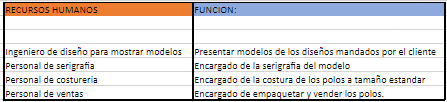 RECURSOS HUMANOS FUNCION:
Ingeniero de diseño para mostrar modelos Presentar modelos de los diseños mandados por el cliente
Personal de serigrafia Encargado de la serigrafia del modelo
Personal de costureria Encargado de la costura de los polos a tamaño estandar
Personal de ventas Encargado de empaquetar y vender los polos.